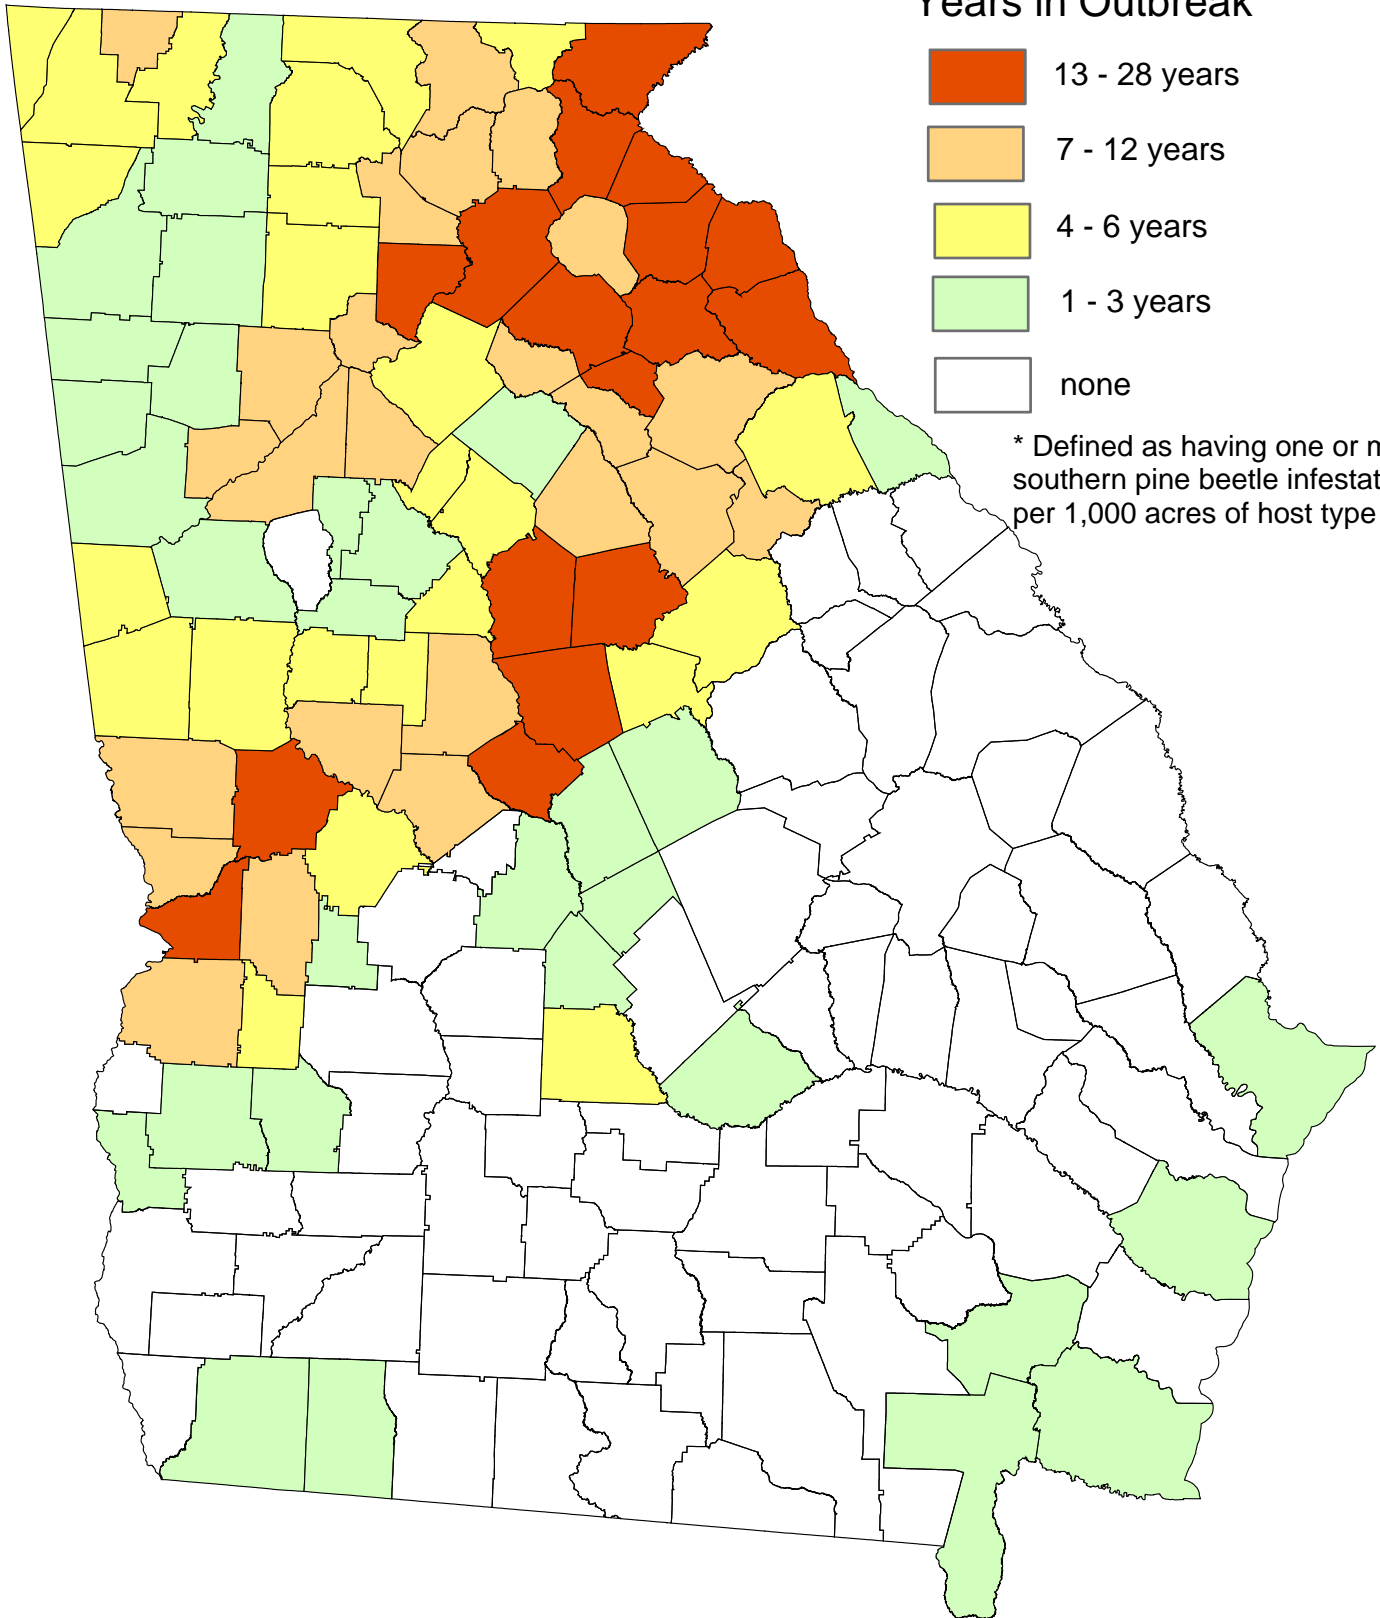 Years in Outbreak
13 - 28 years
7 - 12 years
4 - 6 years
1 - 3 years
none
* Defined as having one or
southern pine beetle
per 1,000 acres of host type